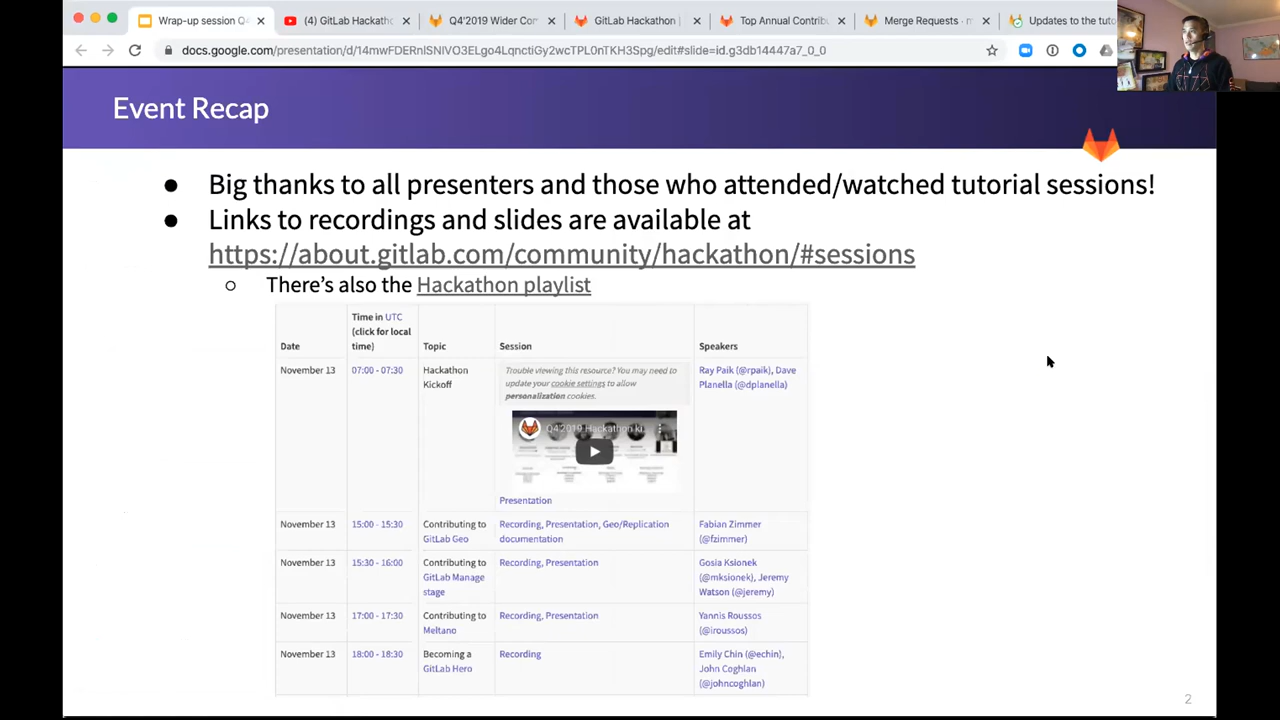 Wrap-up session Q4
(4) GitLab Hackatho
Q4'2019 Wider Com
GitLab Hackathon |
Top Annual Contribu
Merge Requests · m
Updates to the tuto
docs.google.com/presentation/d/14mwFDERnlSNIVO3ELgo4LqnctiGy2wcTPL0nTKH3Spg/edit#slide=id.g3db14447a7_0_0
Event Recap
● Big thanks to all presenters and those who attended/watched tutorial sessions!
● Links to recordings and slides are available at
https://about.gitlab.com/community/hackathon/#sessions
○ There's also the Hackathon playlist
Date
Time in UTC
(click for local
time)
Topic
Session
Speakers
November 13
07:00 - 07:30
Hackathon
Kickoff
Trouble viewing this resource? You may need to
update your cookie settings to allow
personalization cookies.
Q4'2019 Hackathon ki
Presentation
Ray Paik (@rpaik), Dave
Planella (@dplanella)
November 13
15:00 - 15:30
Contributing to
GitLab Geo
Recording, Presentation, Geo/Replication
documentation
Fabian Zimmer
(@fzimmer)
November 13
15:30 - 16:00
Contributing to
GitLab Manage
stage
Recording, Presentation
Gosia Ksionek
(@mksionek), Jeremy
Watson (@jeremy)
November 13
17:00 - 17:30
Contributing to
Meltano
Recording, Presentation
Yannis Roussos
(@iroussos)
November 13
18:00 - 18:30
Becoming a
GitLab Hero
Recording
Emily Chin (@echin),
John Coghlan
(@johncoghlan)
2